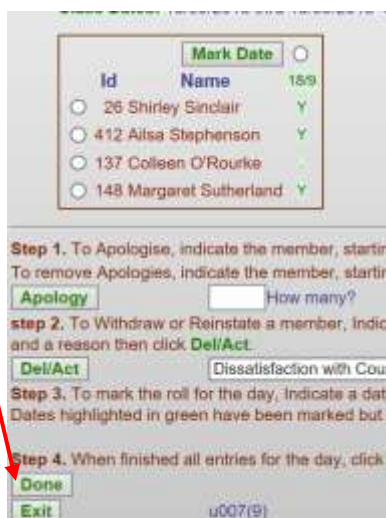 Mark Date
Id Name 18/9
26 Shirley Sinclair Y
412 Ailsa Stephenson Y
137 Colleen O'Rourke
148 Margaret Sutherland Y
Step 1. To Apologise, indicate the member, startin
To remove Apologies, indicate the member, startin
Apology How many?
step 2. To Withdraw or Reinstate a member, Indic
and a reason then click Del/Act.
Del/Act Dissatisfaction with Cou
Step 3. To mark the roll for the day, Indicate a dat
Dates highlighted in green have been marked but
Step 4. When finished all entries for the day, click
Done
Exit u007(9)